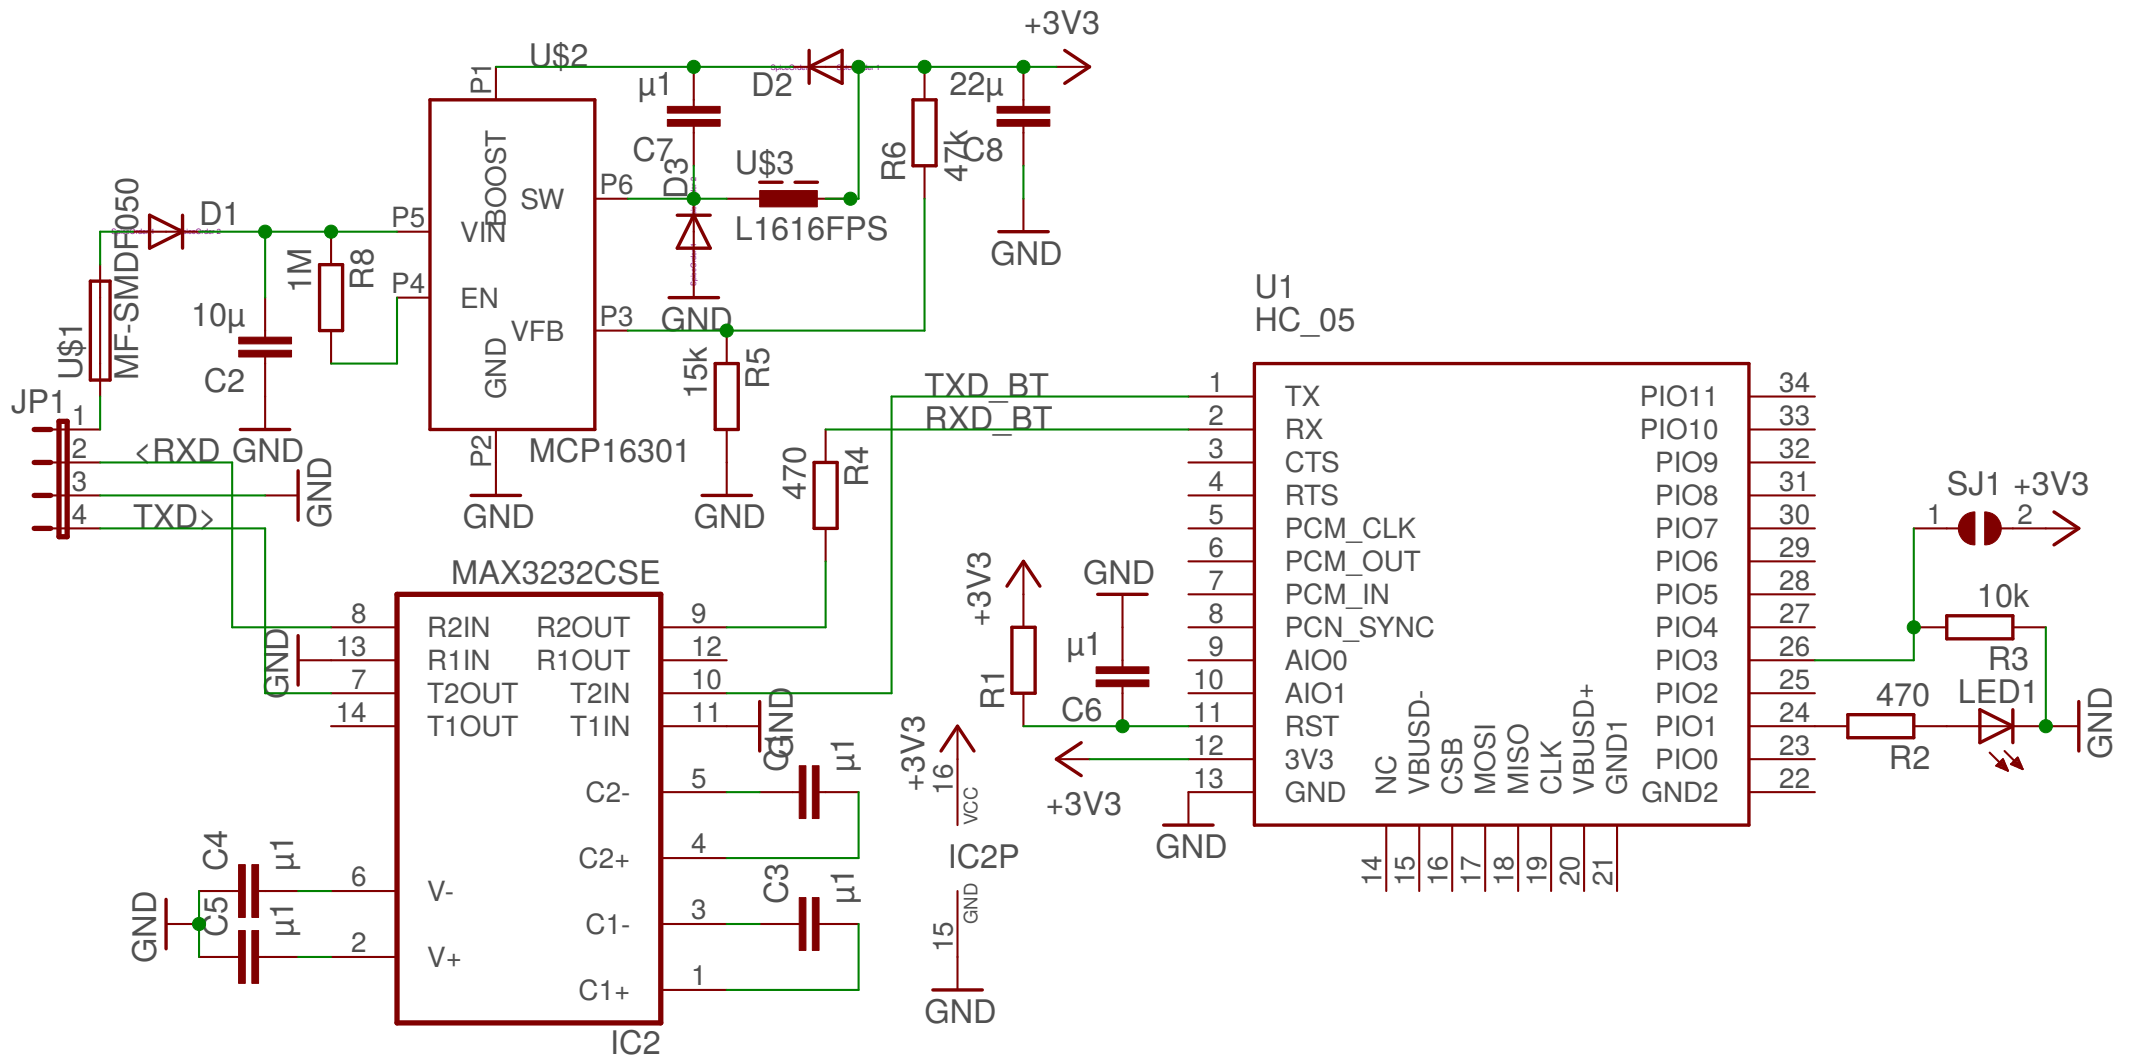 +3V3
U$2
P1
µ1
D2
22µ
C7
C8
R6
47k
D3
U$3
L1616FPS
GND
BOOST
SW
P6
P5
VIN
P4
EN
P3
VFB
GND
P2
MCP16301
GND
D1
MF-SMDF050
U$1
1M
R8
10µ
C2
GND
GND
15k
R5
GND
JP1
1
2
3
4
<RXD
TXD>
GND
TXD_BT
RXD_BT
470
R4
MAX3232CSE
8
R2IN
R2OUT
9
13
R1IN
R1OUT
12
7
T2OUT
T2IN
10
14
T1OUT
T1IN
11
GND
GND
C2-
5
C1
µ1
C2+
4
6
V-
C1-
3
C3
µ1
2
V+
C1+
1
IC2
C4
µ1
C5
µ1
GND
+3V3
16
VCC
IC2P
GND
15
GND
U1
HC_05
1
TX
PIO11
34
2
RX
PIO10
33
3
CTS
PIO9
32
4
RTS
PIO8
31
5
PCM_CLK
PIO7
30
6
PCM_OUT
PIO6
29
7
PCM_IN
PIO5
28
8
PCN_SYNC
PIO4
27
9
AIO0
PIO3
26
10
AIO1
PIO2
25
11
RST
PIO1
24
12
3V3
PIO0
23
13
GND
GND2
22
NC
VBUSD-
CSB
MOSI
MISO
CLK
VBUSD+
GND1
14
15
16
17
18
19
20
21
+3V3
R1
GND
µ1
C6
+3V3
GND
SJ1
+3V3
1
2
10k
R3
LED1
470
R2
GND